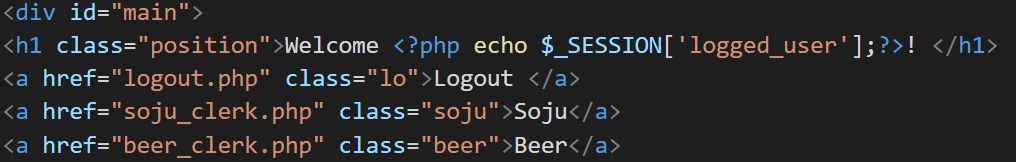 <div id="main">
<h1 class="position">Welcome <?php echo $_SESSION['logged_user'];?>! </h1>
<a href="logout.php" class="lo">Logout </a>
<a href="soju_clerk.php" class="soju">Soju</a>
<a href="beer_clerk.php" class="beer">Beer</a>